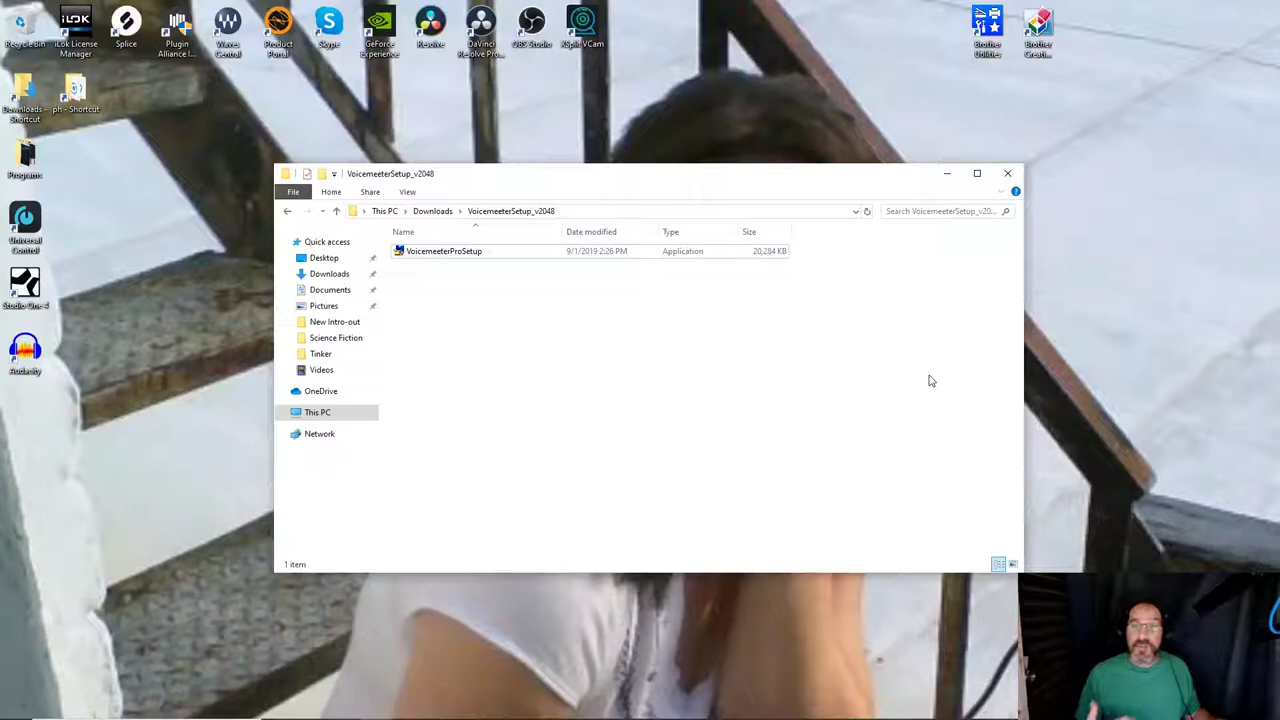 Recycle Bin
iLok License Manager
Splice
Plugin Alliance I...
Waves Central
Product Portal
Skype
GeForce Experience
Resolve
DaVinci Resolve Pro...
OBS Studio
XSplit VCam
Brother Utilities
Brother Creati...
Downloads - Shortcut
ph - Shortcut
Programs
Universal Control
Studio One 4
Audacity
VoicemeeterSetup_v2048
File
Home
Share
View
This PC
Downloads
VoicemeeterSetup_v2048
Search VoicemeeterSetup_v20...
Name
Date modified
Type
Size
VoicemeeterProSetup
9/1/2019 2:26 PM
Application
20,284 KB
Quick access
Desktop
Downloads
Documents
Pictures
New Intro-out
Science Fiction
Tinker
Videos
OneDrive
This PC
Network
1 item